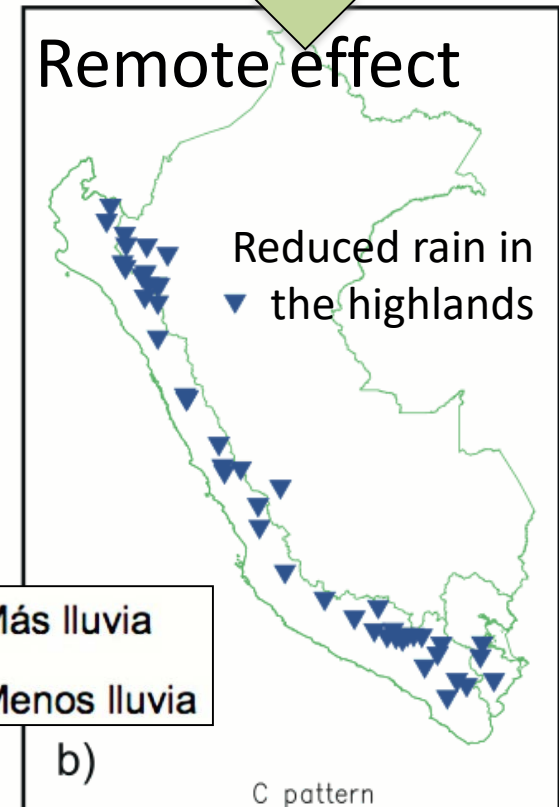 Remote effect
Reduced rain in
the highlands
Más lluvia
Menos lluvia
b)
C pattern